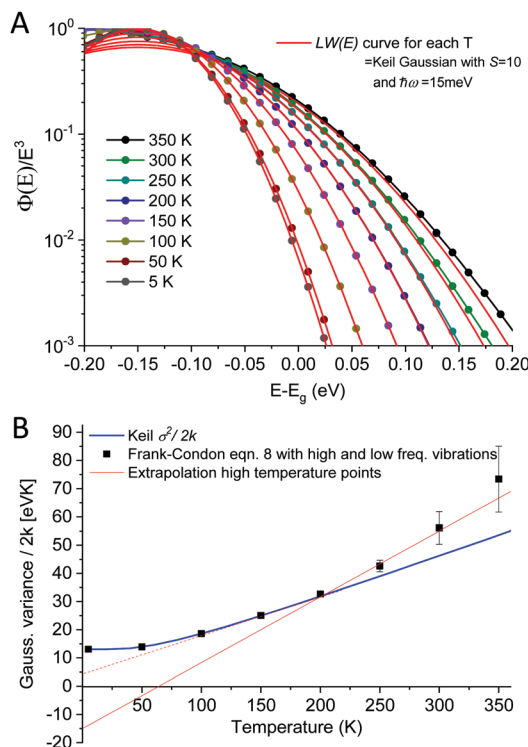 A
LW(E) curve for each T
=Keil Gaussian with S=10
and ℏω=15meV
Φ(E)/E³
10⁰
10⁻¹
10⁻²
10⁻³
350 K
300 K
250 K
200 K
150 K
100 K
50 K
5 K
-0.20 -0.15 -0.10 -0.05 0.00 0.05 0.10 0.15 0.20
E-Eg (eV)
B
Keil σ²/2k
Frank-Condon eqn. 8 with high and low freq. vibrations
Extrapolation high temperature points
Gauss. variance / 2k [eVK]
90
80
70
60
50
40
30
20
10
0
-10
-20
0 50 100 150 200 250 300 350
Temperature (K)